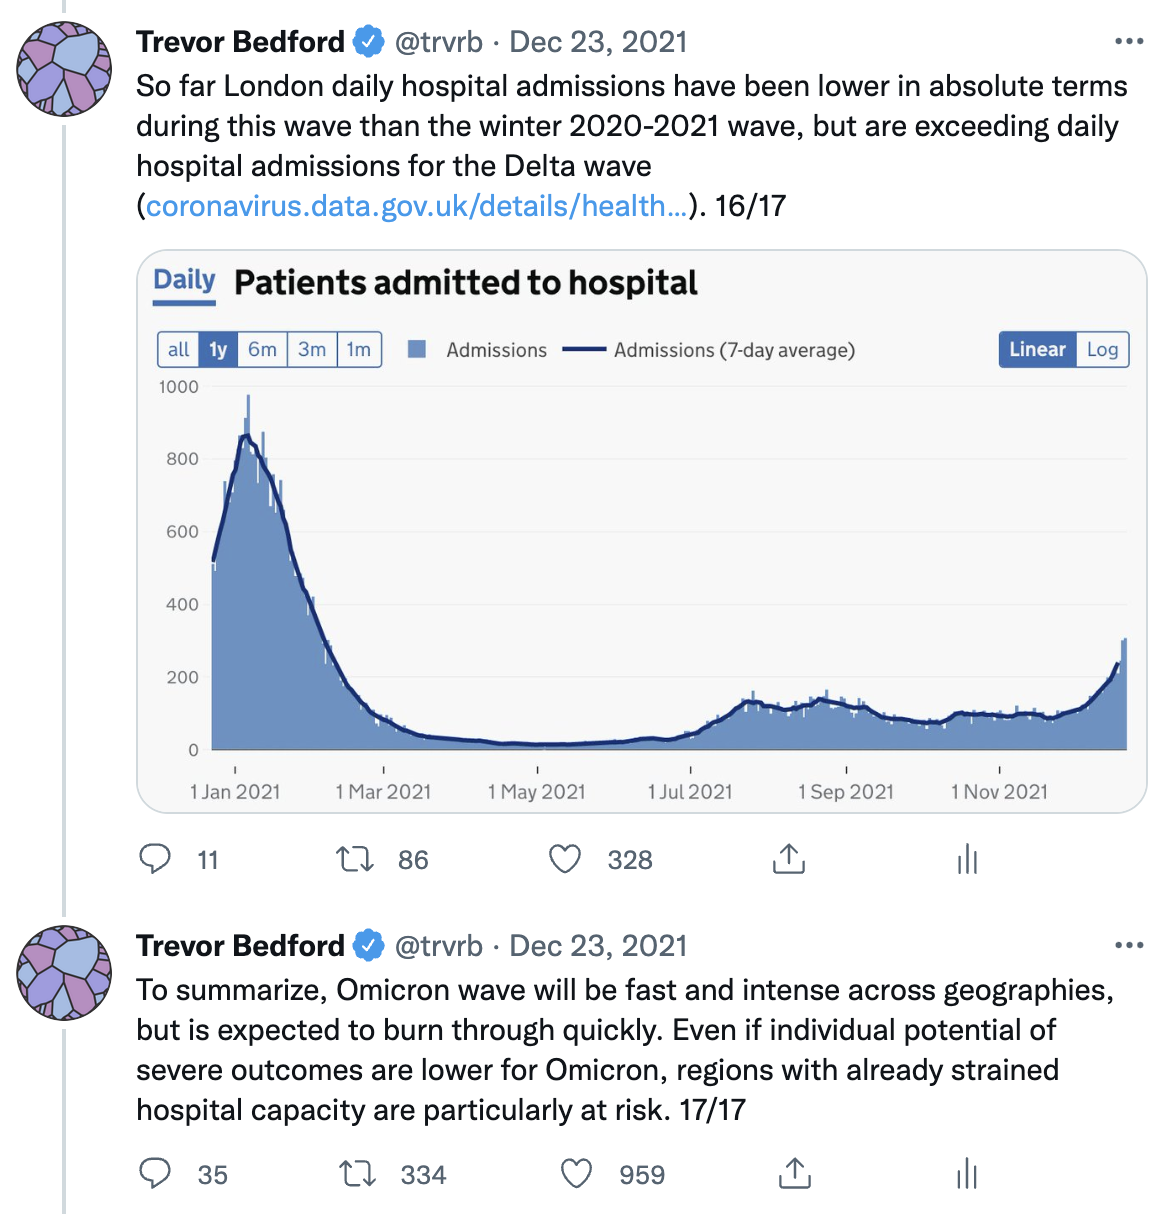 Trevor Bedford @trvrb · Dec 23, 2021
So far London daily hospital admissions have been lower in absolute terms
during this wave than the winter 2020-2021 wave, but are exceeding daily
hospital admissions for the Delta wave
(coronavirus.data.gov.uk/details/health...). 16/17
Daily Patients admitted to hospital
all 1y 6m 3m 1m Admissions Admissions (7-day average) Linear Log
1000
800
600
400
200
0
1 Jan 2021 1 Mar 2021 1 May 2021 1 Jul 2021 1 Sep 2021 1 Nov 2021
11 86 328
Trevor Bedford @trvrb · Dec 23, 2021
To summarize, Omicron wave will be fast and intense across geographies,
but is expected to burn through quickly. Even if individual potential of
severe outcomes are lower for Omicron, regions with already strained
hospital capacity are particularly at risk. 17/17
35 334 959